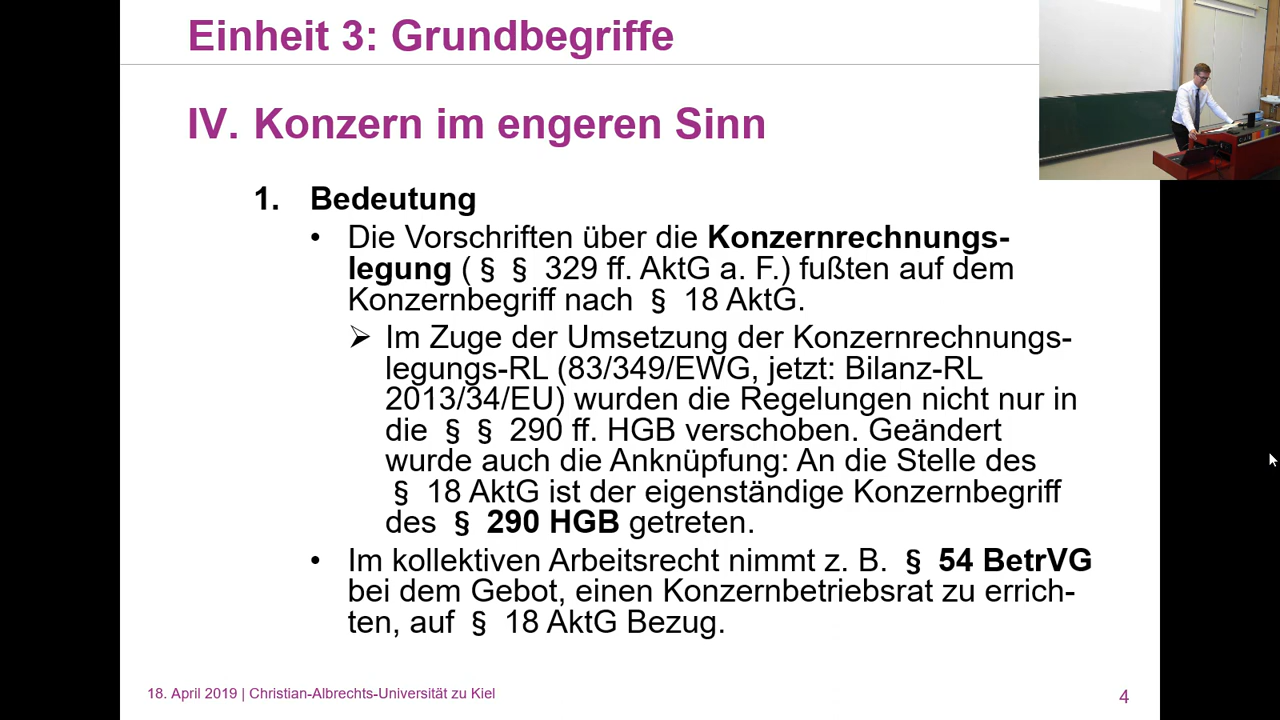 Einheit 3: Grundbegriffe
IV. Konzern im engeren Sinn
1. Bedeutung
• Die Vorschriften über die Konzernrechnungs-
legung ( § § 329 ff. AktG a. F.) fußten auf dem
Konzernbegriff nach § 18 AktG.
➢ Im Zuge der Umsetzung der Konzernrechnungs-
legungs-RL (83/349/EWG, jetzt: Bilanz-RL
2013/34/EU) wurden die Regelungen nicht nur in
die § § 290 ff. HGB verschoben. Geändert
wurde auch die Anknüpfung: An die Stelle des
§ 18 AktG ist der eigenständige Konzernbegriff
des § 290 HGB getreten.
• Im kollektiven Arbeitsrecht nimmt z. B. § 54 BetrVG
bei dem Gebot, einen Konzernbetriebsrat zu errich-
ten, auf § 18 AktG Bezug.
18. April 2019 | Christian-Albrechts-Universität zu Kiel
4